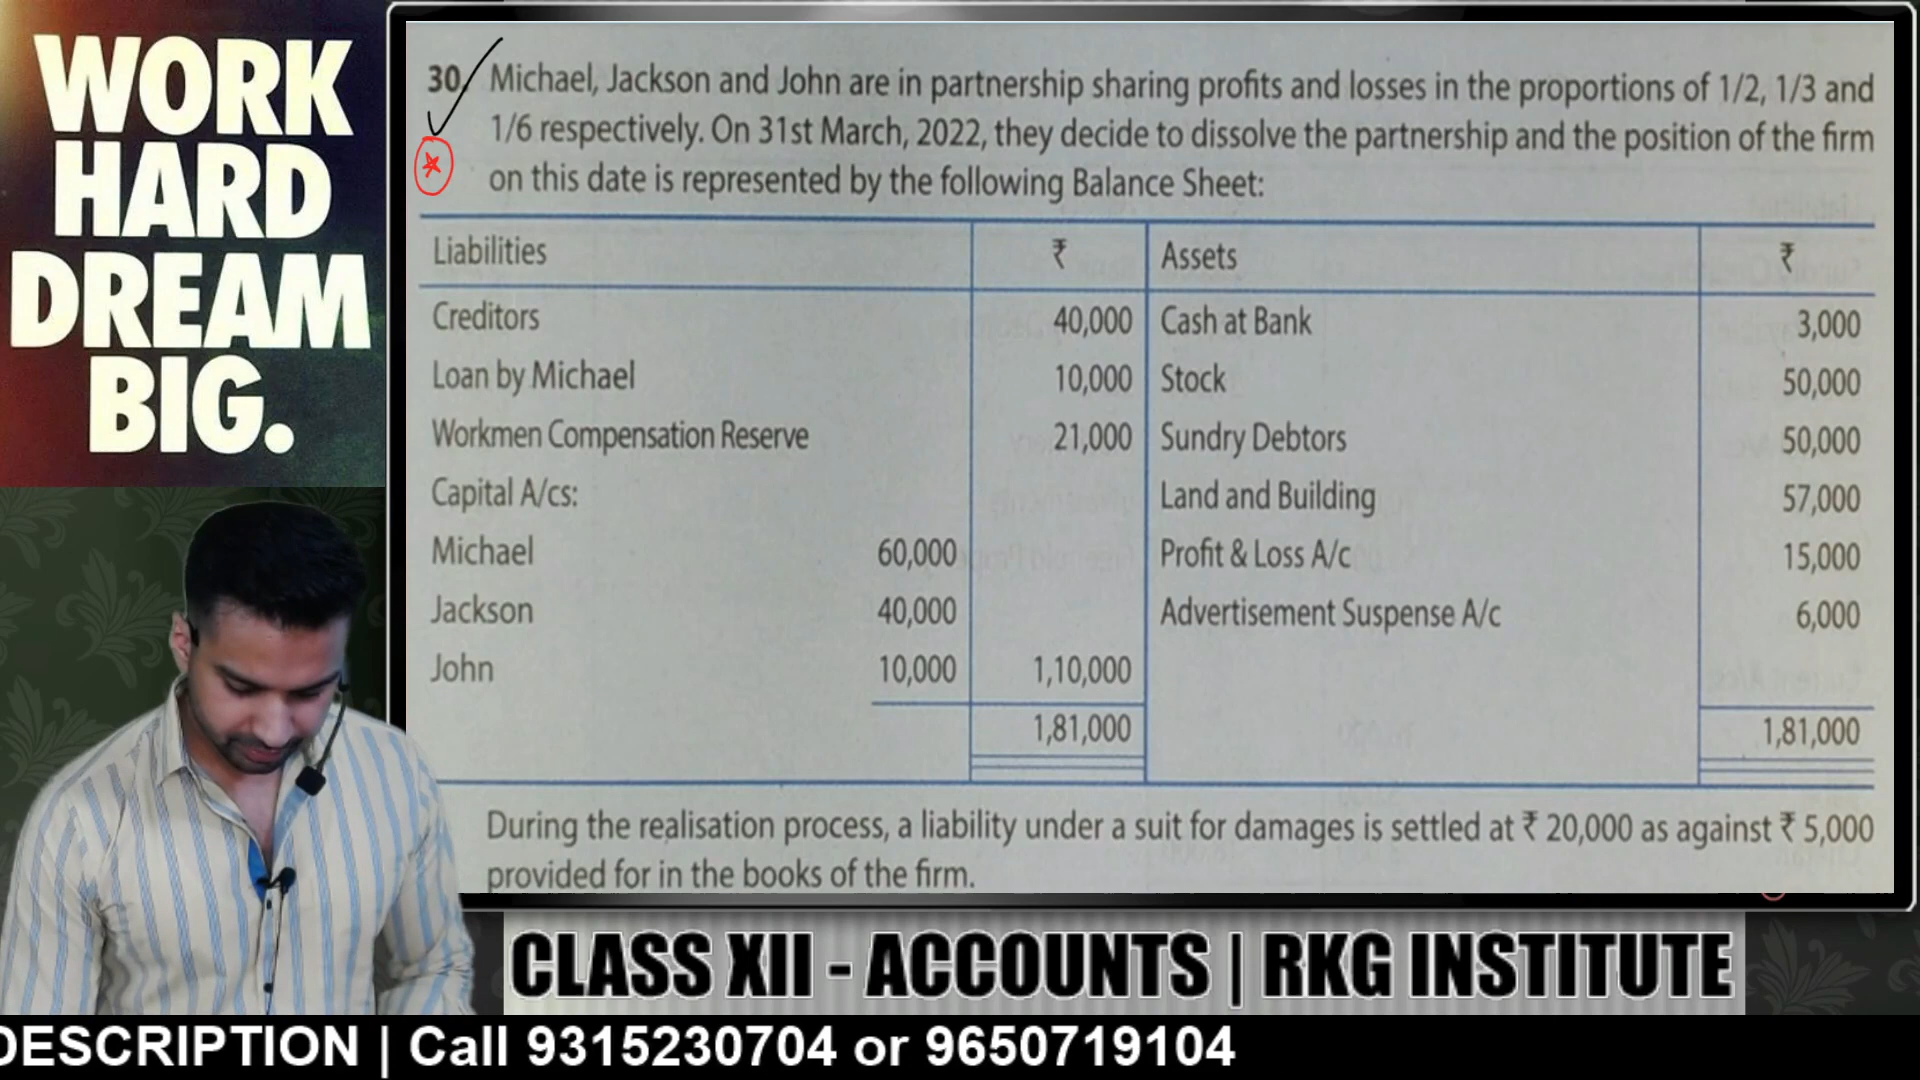 WORK
HARD
DREAM
BIG.
30. Michael, Jackson and John are in partnership sharing profits and losses in the proportions of 1/2, 1/3 and
1/6 respectively. On 31st March, 2022, they decide to dissolve the partnership and the position of the firm
on this date is represented by the following Balance Sheet:
Liabilities ₹ Assets ₹
Creditors 40,000 Cash at Bank 3,000
Loan by Michael 10,000 Stock 50,000
Workmen Compensation Reserve 21,000 Sundry Debtors 50,000
Capital A/cs: Land and Building 57,000
Michael 60,000 Profit & Loss A/c 15,000
Jackson 40,000 Advertisement Suspense A/c 6,000
John 10,000 1,10,000
1,81,000 1,81,000
During the realisation process, a liability under a suit for damages is settled at ₹ 20,000 as against ₹ 5,000
provided for in the books of the firm.
CLASS XII - ACCOUNTS | RKG INSTITUTE
DESCRIPTION | Call 9315230704 or 9650719104